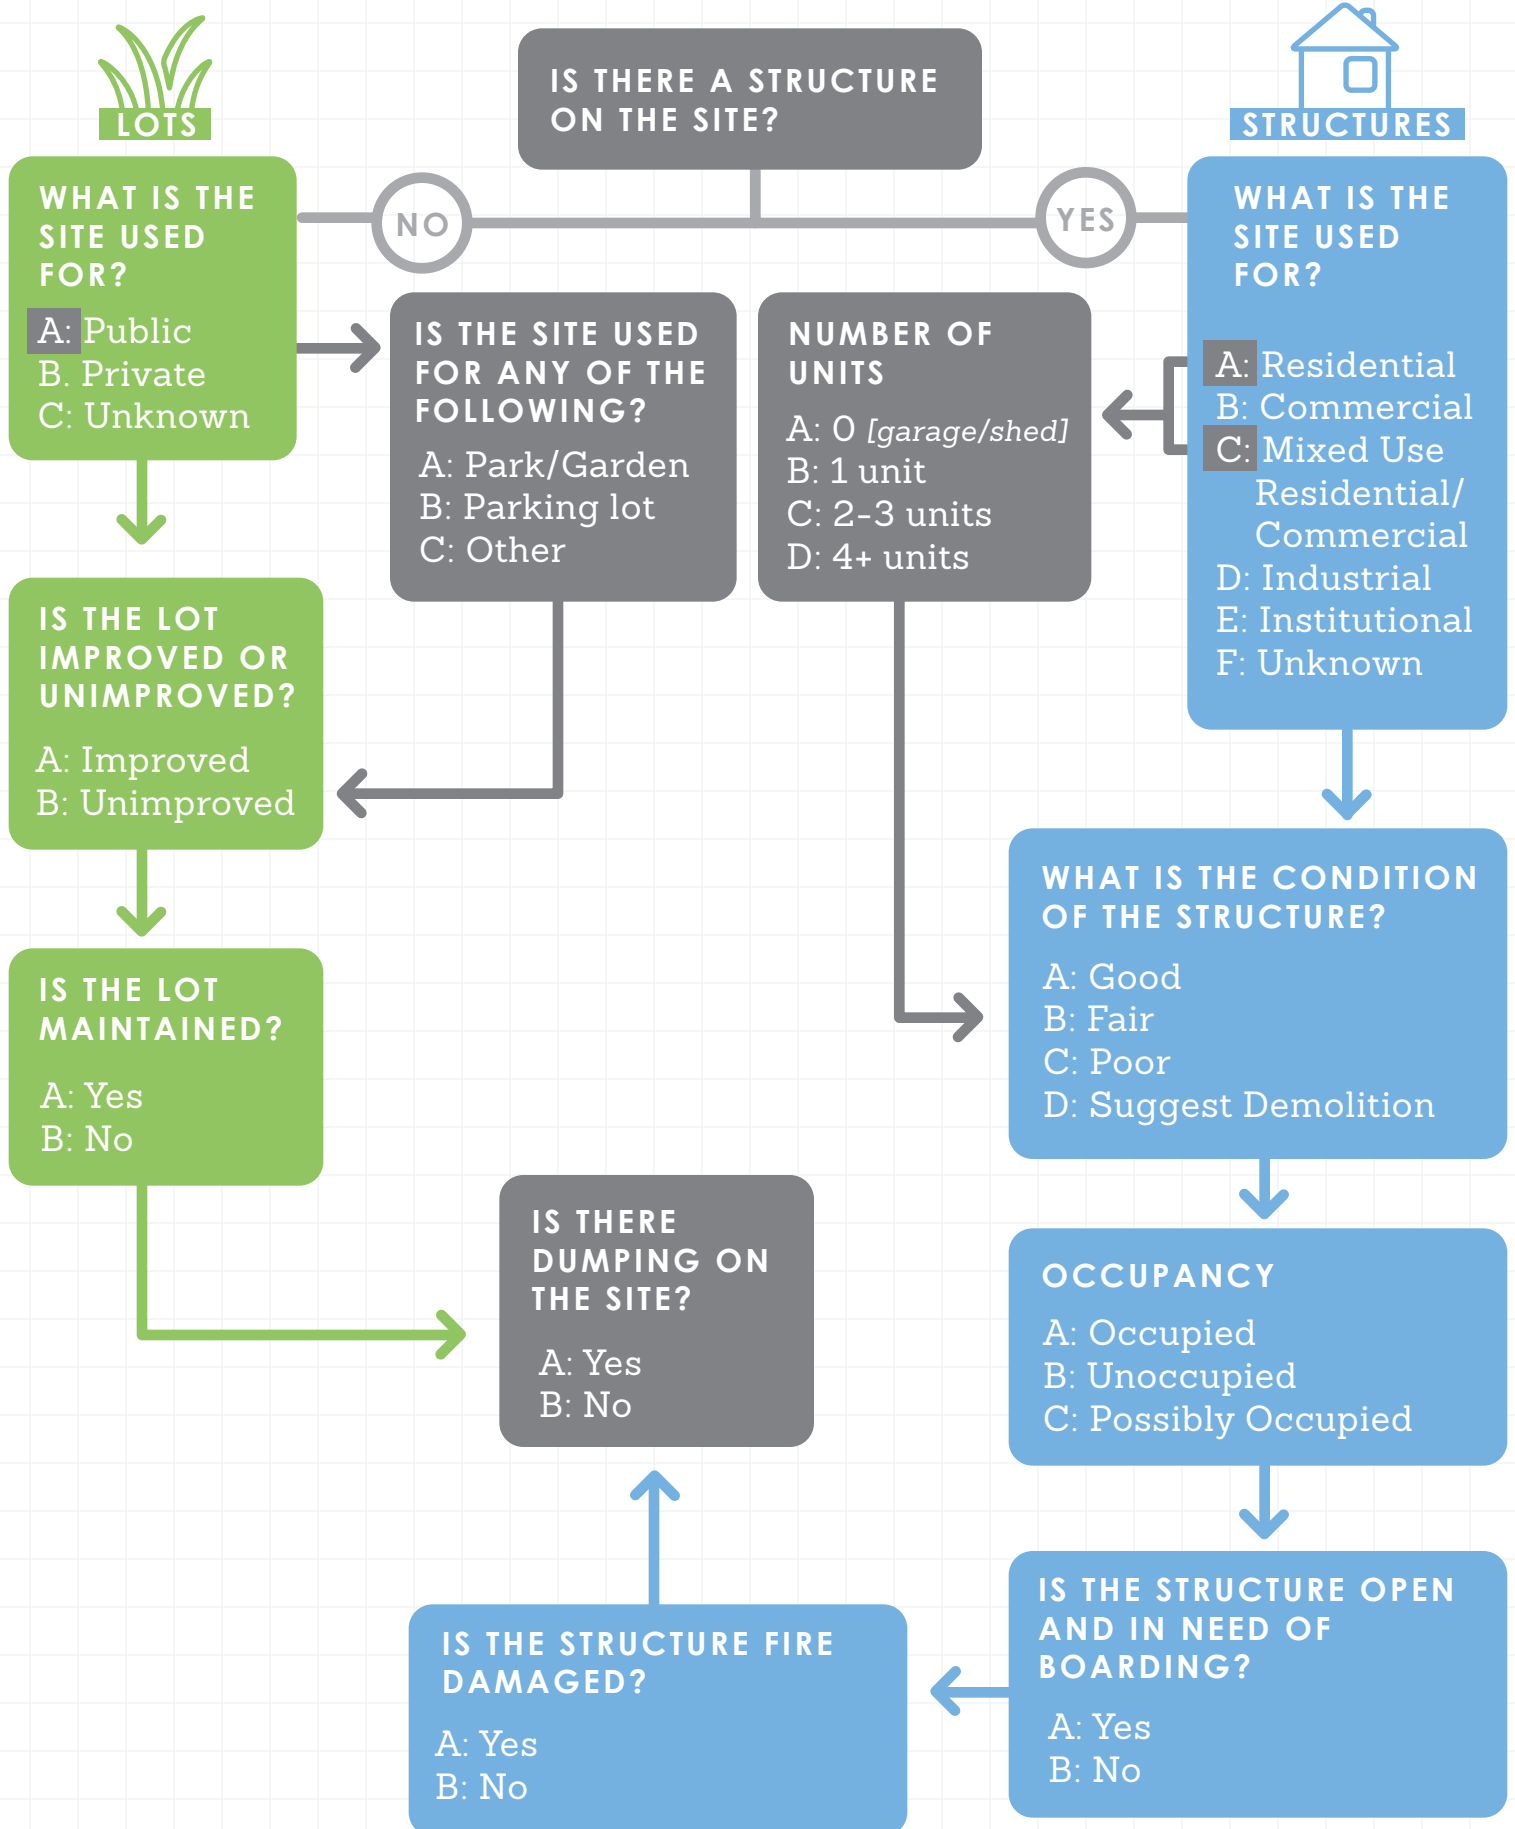 IS THERE A STRUCTURE
ON THE SITE?
NO
YES
LOTS
WHAT IS THE
SITE USED
FOR?
A: Public
B. Private
C: Unknown
IS THE SITE USED
FOR ANY OF THE
FOLLOWING?
A: Park/Garden
B: Parking lot
C: Other
IS THE LOT
IMPROVED OR
UNIMPROVED?
A: Improved
B: Unimproved
IS THE LOT
MAINTAINED?
A: Yes
B: No
STRUCTURES
WHAT IS THE
SITE USED
FOR?
A: Residential
B: Commercial
C: Mixed Use
Residential/
Commercial
D: Industrial
E: Institutional
F: Unknown
NUMBER OF
UNITS
A: 0 [garage/shed]
B: 1 unit
C: 2-3 units
D: 4+ units
WHAT IS THE CONDITION
OF THE STRUCTURE?
A: Good
B: Fair
C: Poor
D: Suggest Demolition
OCCUPANCY
A: Occupied
B: Unoccupied
C: Possibly Occupied
IS THE STRUCTURE OPEN
AND IN NEED OF
BOARDING?
A: Yes
B: No
IS THE STRUCTURE FIRE
DAMAGED?
A: Yes
B: No
IS THERE
DUMPING ON
THE SITE?
A: Yes
B: No